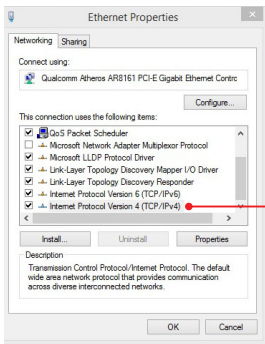 Ethernet Properties
Networking Sharing
Connect using:
Qualcomm Atheros AR8161 PCI-E Gigabit Ethernet Contrc
Configure...
This connection uses the following items:
QoS Packet Scheduler
Microsoft Network Adapter Multiplexor Protocol
Microsoft LLDP Protocol Driver
Link-Layer Topology Discovery Mapper I/O Driver
Link-Layer Topology Discovery Responder
Internet Protocol Version 6 (TCP/IPv6)
Internet Protocol Version 4 (TCP/IPv4)
Install... Uninstall Properties
Description
Transmission Control Protocol/Internet Protocol. The default
wide area network protocol that provides communication
across diverse interconnected networks.
OK Cancel